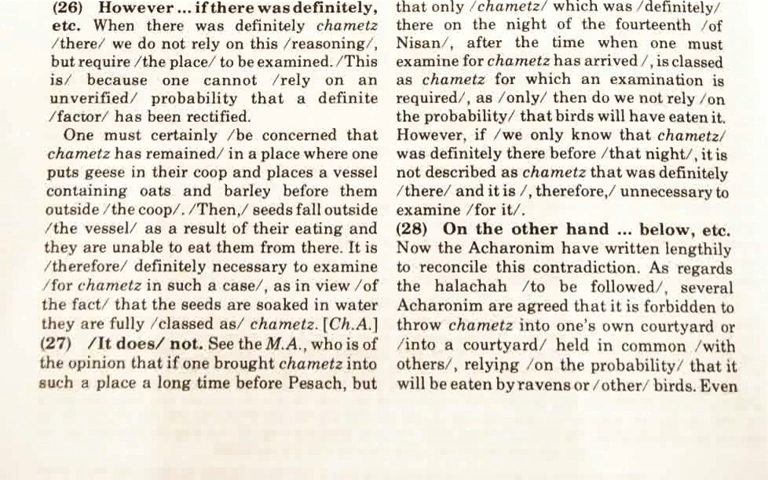 (26) However ... if there was definitely,
etc. When there was definitely chametz
/there/ we do not rely on this /reasoning/,
but require /the place/ to be examined. /This
is/ because one cannot /rely on an
unverified/ probability that a definite
/factor/ has been rectified.
One must certainly /be concerned that
chametz has remained/ in a place where one
puts geese in their coop and places a vessel
containing oats and barley before them
outside /the coop/. /Then,/ seeds fall outside
/the vessel/ as a result of their eating and
they are unable to eat them from there. It is
/therefore/ definitely necessary to examine
/for chametz in such a case/, as in view /of
the fact/ that the seeds are soaked in water
they are fully /classed as/ chametz. [Ch.A.]
(27) /It does/ not. See the M.A., who is of
the opinion that if one brought chametz into
such a place a long time before Pesach, but
that only /chametz/ which was /definitely/
there on the night of the fourteenth /of
Nisan/, after the time when one must
examine for chametz has arrived/, is classed
as chametz for which an examination is
required/, as /only/ then do we not rely /on
the probability/ that birds will have eaten it.
However, if /we only know that chametz/
was definitely there before /that night/, it is
not described as chametz that was definitely
/there/ and it is /, therefore,/ unnecessary to
examine /for it/.
(28) On the other hand ... below, etc.
Now the Acharonim have written lengthily
to reconcile this contradiction. As regards
the halachah /to be followed/, several
Acharonim are agreed that it is forbidden to
throw chametz into one's own courtyard or
/into a courtyard/ held in common /with
others/, relying /on the probability/ that it
will be eaten by ravens or /other/ birds. Even